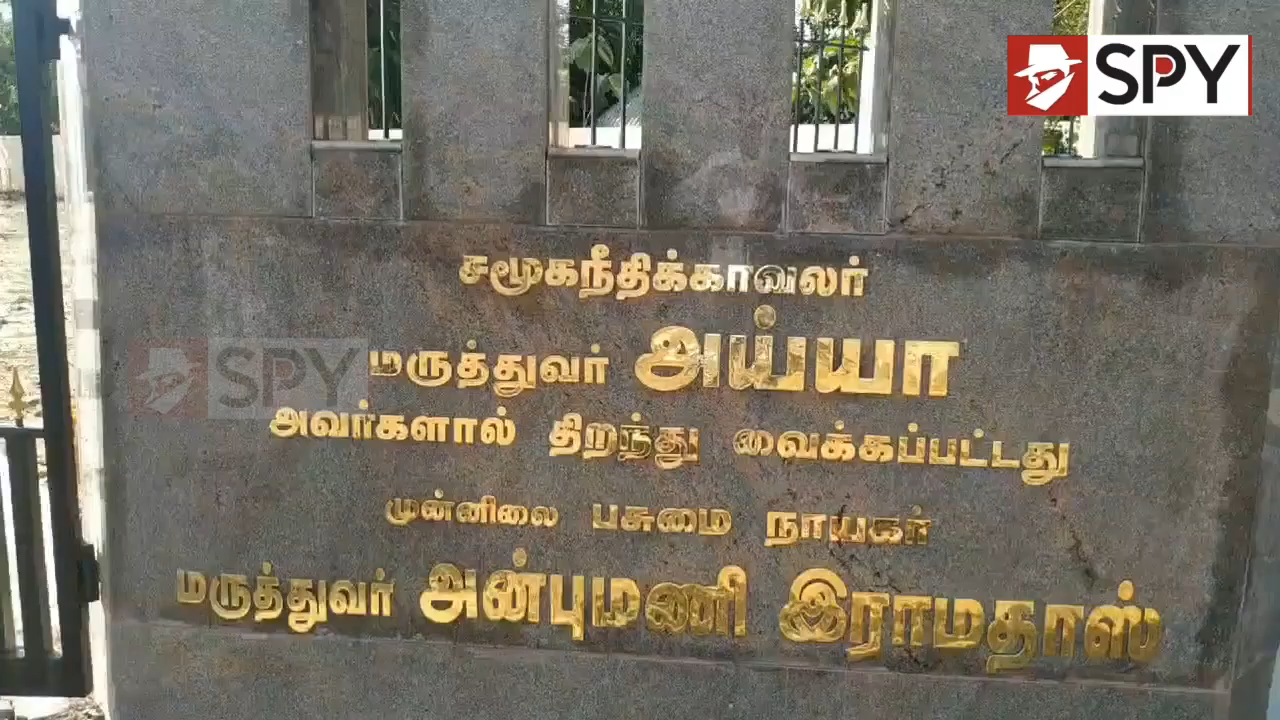 SPY
சமூகநீதிக்காவலர்
மருத்துவர் அய்யா
SPY
அவர்களால் திறந்து வைக்கப்பட்டது
முன்னிலை பசுமை நாயகர்
மருத்துவர் அன்புமணி இராமதாஸ்